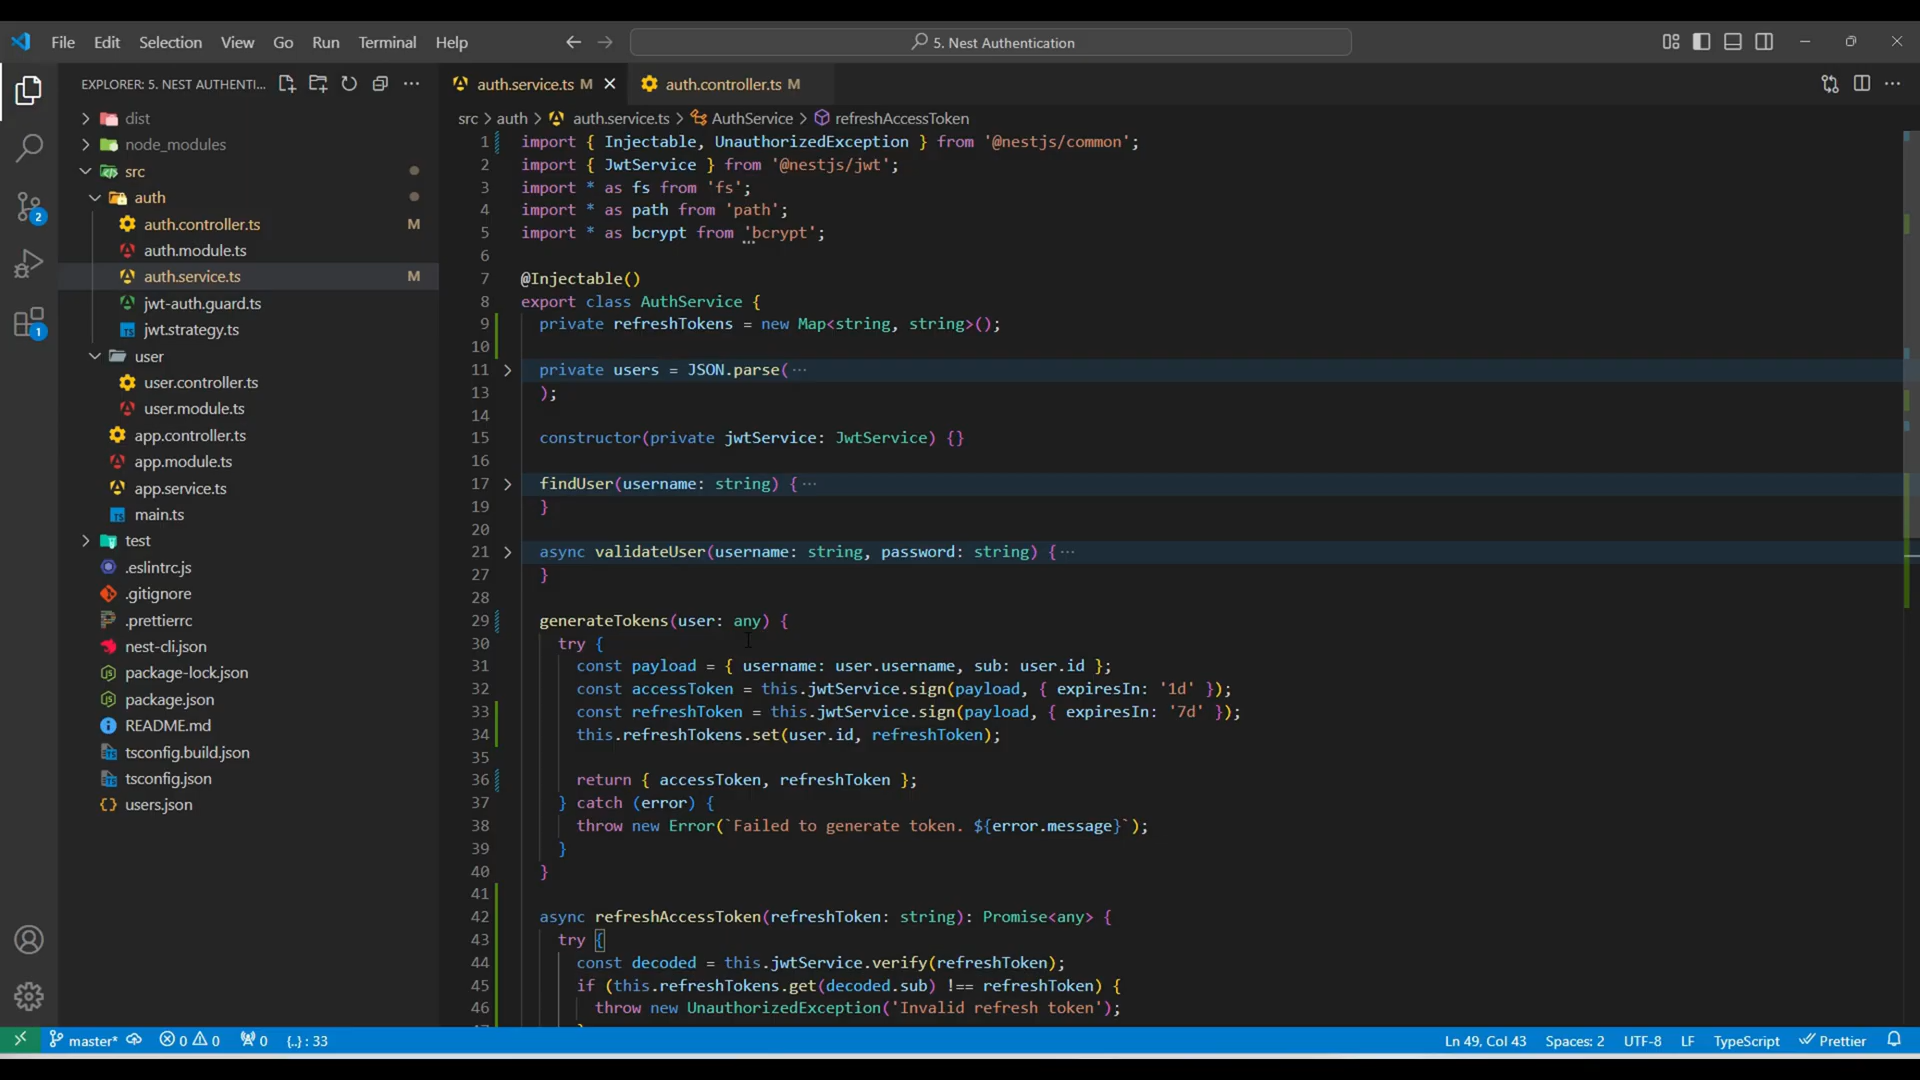 File Edit Selection View Go Run Terminal Help
5. Nest Authentication
EXPLORER: 5. NEST AUTHENTI...
dist
node_modules
src
auth
auth.controller.ts M
auth.module.ts
auth.service.ts M
jwt-auth.guard.ts
jwt.strategy.ts
user
user.controller.ts
user.module.ts
app.controller.ts
app.module.ts
app.service.ts
main.ts
test
.eslintrc.js
.gitignore
.prettierrc
nest-cli.json
package-lock.json
package.json
README.md
tsconfig.build.json
tsconfig.json
users.json
2
1
auth.service.ts M
auth.controller.ts M
src > auth > auth.service.ts > AuthService > refreshAccessToken
1 import { Injectable, UnauthorizedException } from '@nestjs/common';
2 import { JwtService } from '@nestjs/jwt';
3 import * as fs from 'fs';
4 import * as path from 'path';
5 import * as bcrypt from 'bcrypt';
6
7 @Injectable()
8 export class AuthService {
9 private refreshTokens = new Map<string, string>();
10
11 private users = JSON.parse(···
13 );
14
15 constructor(private jwtService: JwtService) {}
16
17 findUser(username: string) {···
19 }
20
21 async validateUser(username: string, password: string) {···
27 }
28
29 generateTokens(user: any) {
30 try {
31 const payload = { username: user.username, sub: user.id };
32 const accessToken = this.jwtService.sign(payload, { expiresIn: '1d' });
33 const refreshToken = this.jwtService.sign(payload, { expiresIn: '7d' });
34 this.refreshTokens.set(user.id, refreshToken);
35
36 return { accessToken, refreshToken };
37 } catch (error) {
38 throw new Error(`Failed to generate token. ${error.message}`);
39 }
40 }
41
42 async refreshAccessToken(refreshToken: string): Promise<any> {
43 try {
44 const decoded = this.jwtService.verify(refreshToken);
45 if (this.refreshTokens.get(decoded.sub) !== refreshToken) {
46 throw new UnauthorizedException('Invalid refresh token');
master* 0 0 0 {..} : 33 Ln 49, Col 43 Spaces: 2 UTF-8 LF TypeScript Prettier